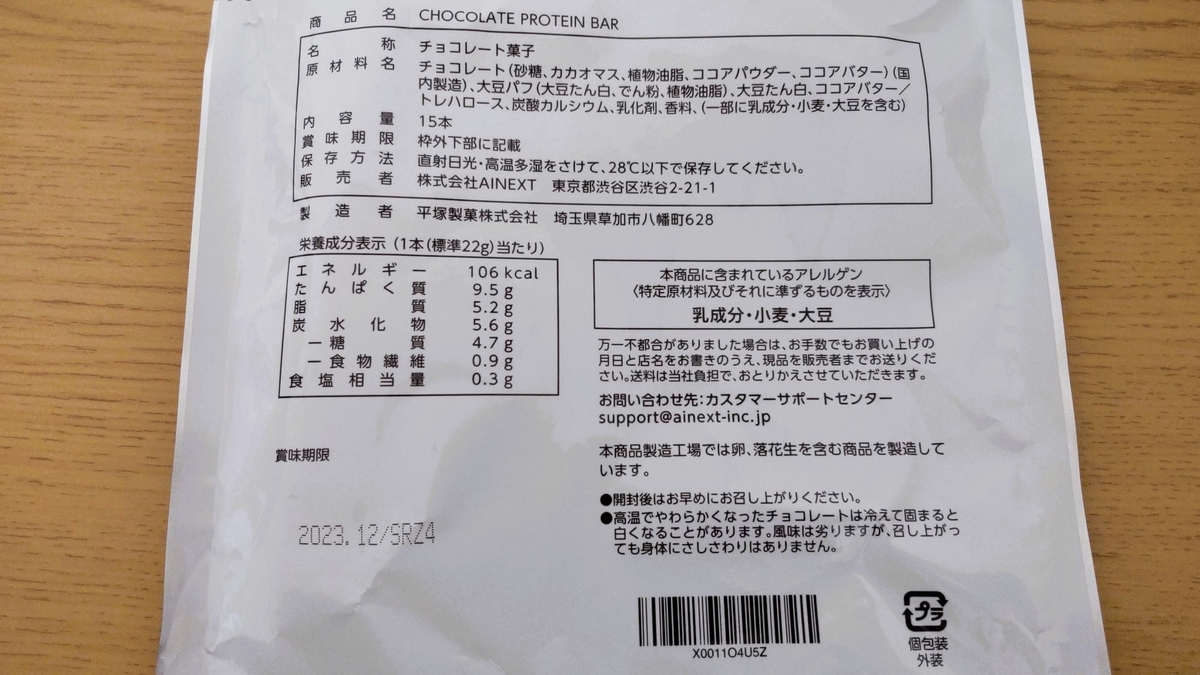 商品名 CHOCOLATE PROTEIN BAR
名称 チョコレート菓子
原材料名 チョコレート(砂糖、カカオマス、植物油脂、ココアパウダー、ココアバター)(国
内製造)、大豆パフ(大豆たん白、でん粉、植物油脂)、大豆たん白、ココアバター/
トレハロース、炭酸カルシウム、乳化剤、香料、(一部に乳成分・小麦・大豆を含む)
内容量 15本
賞味期限 枠外下部に記載
保存方法 直射日光・高温多湿をさけて、28℃以下で保存してください。
販売者 株式会社AINEXT 東京都渋谷区渋谷2-21-1
製造者 平塚製菓株式会社 埼玉県草加市八幡町628
栄養成分表示(1本(標準22g)当たり)
エネルギー 106 kcal
たんぱく質 9.5 g
脂質 5.2 g
炭水化物 5.6 g
ー糖質 4.7 g
ー食物繊維 0.9 g
食塩相当量 0.3 g
本商品に含まれているアレルゲン
〈特定原材料及びそれに準ずるものを表示〉
乳成分・小麦・大豆
万一不都合がありました場合は、お手数でもお買い上げの
月日と店名をお書きのうえ、現品を販売者までお送りくだ
さい。送料は当社負担で、おとりかえさせていただきます。
お問い合わせ先:カスタマーサポートセンター
support@ainext-inc.jp
本商品製造工場では卵、落花生を含む商品を製造して
います。
●開封後はお早めにお召し上がりください。
●高温でやわらかくなったチョコレートは冷えて固まると
白くなることがあります。風味は劣りますが、召し上がっ
ても身体にさしさわりはありません。
賞味期限
2023. 12/SRZ4
X0011O4U5Z
プラ
個包装
外装